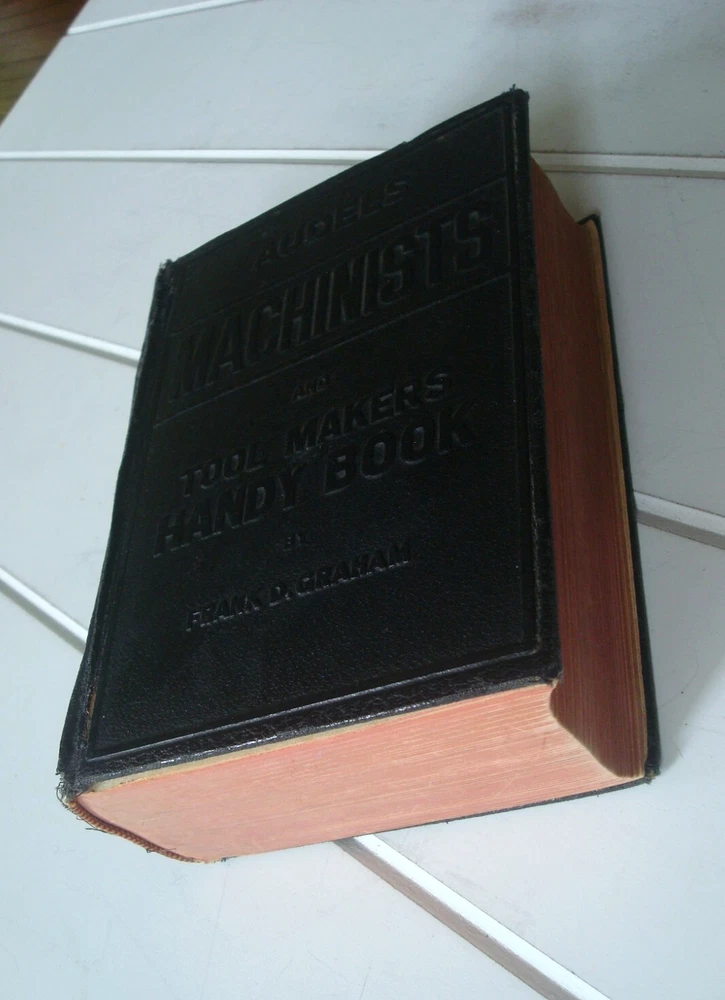 AUDELS
MACHINISTS
AND
TOOL MAKERS
HANDY BOOK
BY
FRANK D. GRAHAM